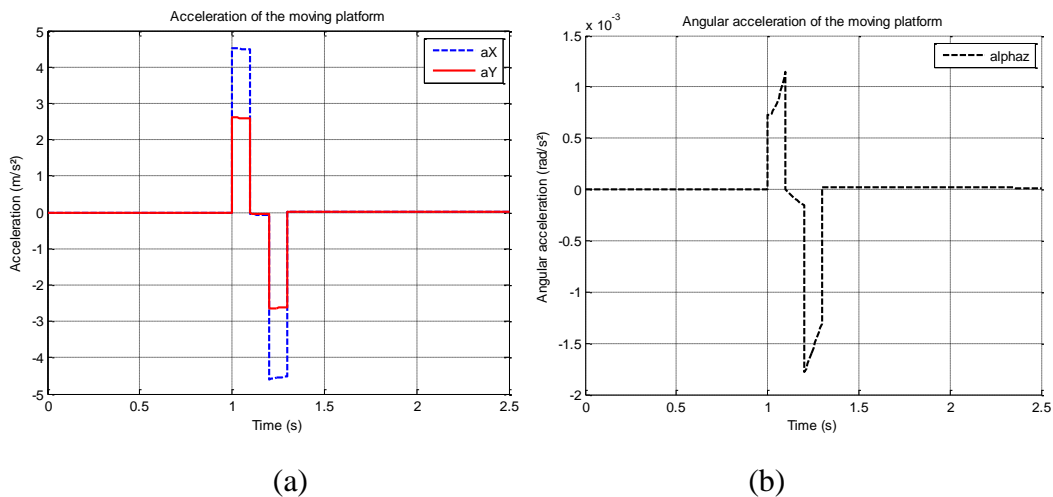 Acceleration of the moving platform
5
4
3
2
1
0
-1
-2
-3
-4
-5
Acceleration (m/s²)
aX
aY
0
0.5
1
1.5
2
2.5
Time (s)
(a)
x 10⁻³
Angular acceleration of the moving platform
1.5
1
0.5
0
-0.5
-1
-1.5
-2
Angular acceleration (rad/s²)
alphaz
0
0.5
1
1.5
2
2.5
Time (s)
(b)